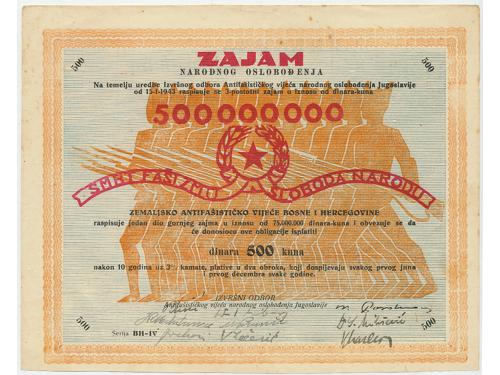 500
ZAJAM
500
NARODNOG OSLOBOĐENJA
Na temelju uredbe Izvršnog odbora Antifašističkog vijeća narodnog oslobođenja Jugoslavije
od 15-I-1943 raspisuje se 3-postotni zajam u iznosu od dinara-kuna
500000000
SMRT FAŠIZMU SLOBODA NARODU
ZEMALJSKO ANTIFAŠISTIČKO VIJEĆE BOSNE I HERCEGOVINE
raspisuje jedan dio gornjeg zajma u iznosu od 75.000.000 dinara-kuna i obvezuje se da
će donosiocu ove obligacije isplatiti
dinara 500 kuna
nakon 10 godina uz 3% kamate, plative u dva obroka, koji dospijevaju svakog prvog juna
i prvog decembra svake godine.
IZVRŠNI ODBOR
Antifašističkog vijeća narodnog oslobođenja Jugoslavije
500
Serija BH-IV
500